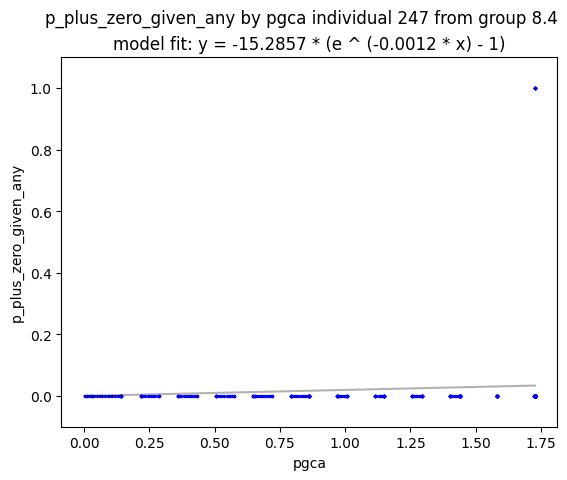 p_plus_zero_given_any by pgca individual 247 from group 8.4
model fit: y = -15.2857 * (e ^ (-0.0012 * x) - 1)
1.0
0.8
0.6
0.4
0.2
0.0
p_plus_zero_given_any
0.00 0.25 0.50 0.75 1.00 1.25 1.50 1.75
pgca